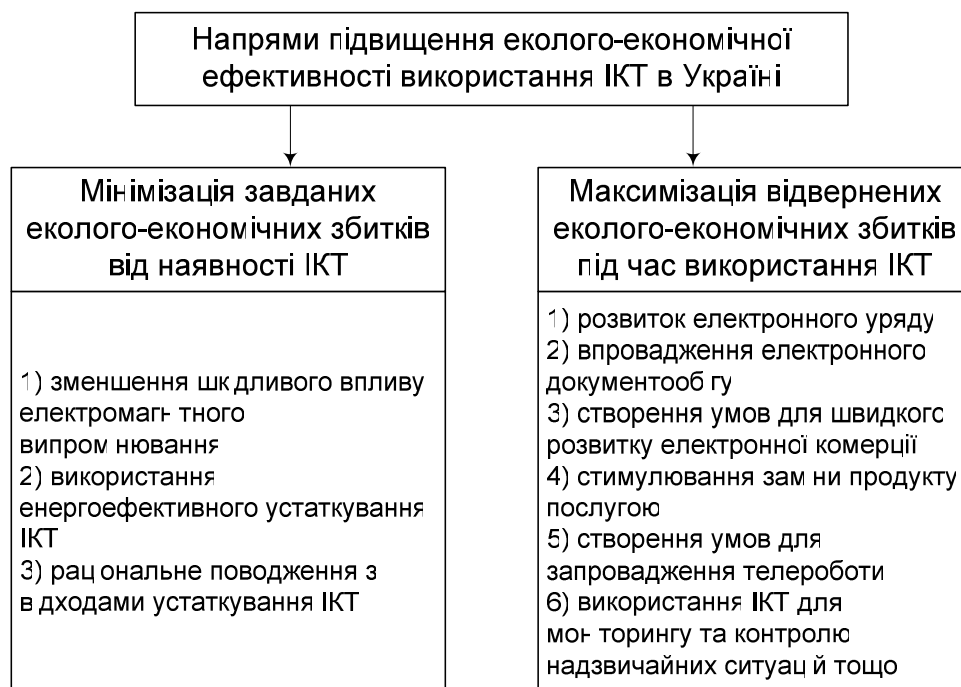 Напрями підвищення еколого-економічної
ефективності використання ІКТ в Україні
Мінімізація завданих
еколого-економічних збитків
від наявності ІКТ
1) зменшення шк дливого впливу
електромагн тного
випром нювання
2) використання
енергоефективного устаткування
ІКТ
3) рац ональне поводження з
в дходами устаткування ІКТ
Максимізація відвернених
еколого-економічних збитків
під час використання ІКТ
1) розвиток електронного уряду
2) впровадження електронного
документооб гу
3) створення умов для швидкого
розвитку електронної комерції
4) стимулювання зам ни продукту
послугою
5) створення умов для
запровадження телероботи
6) використання ІКТ для
мон торингу та контролю
надзвичайних ситуац й тощо